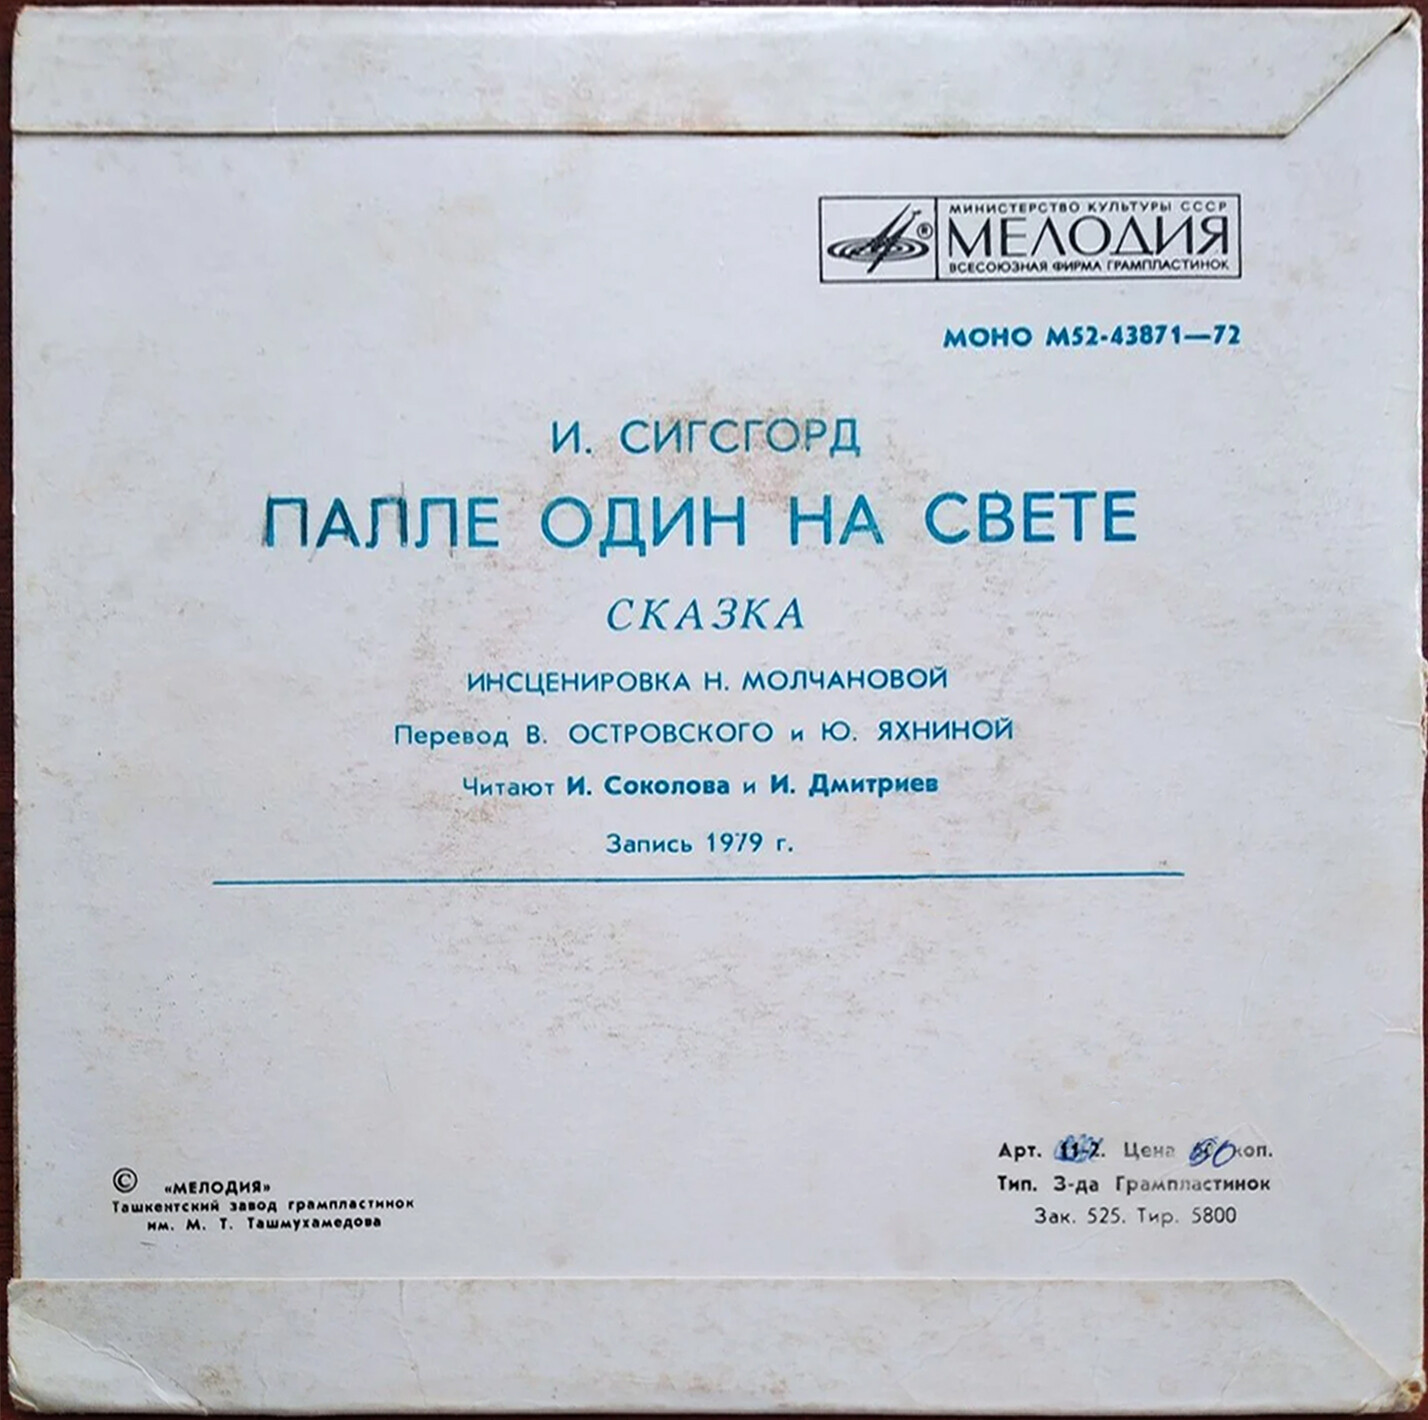 МИНИСТЕРСТВО КУЛЬТУРЫ СССР
® МЕЛОДИЯ
ВСЕСОЮЗНАЯ ФИРМА ГРАМПЛАСТИНОК
МОНО М52-43871—72
И. СИГСГОРД
ПАЛЛЕ ОДИН НА СВЕТЕ
СКАЗКА
ИНСЦЕНИРОВКА Н. МОЛЧАНОВОЙ
Перевод В. ОСТРОВСКОГО и Ю. ЯХНИНОЙ
Читают И. Соколова и И. Дмитриев
Запись 1979 г.
© «МЕЛОДИЯ»
Ташкентский завод грампластинок
им. М. Т. Ташмухамедова
Арт. 11-2. Цена коп.
Тип. З-да Грампластинок
Зак. 525. Тир. 5800